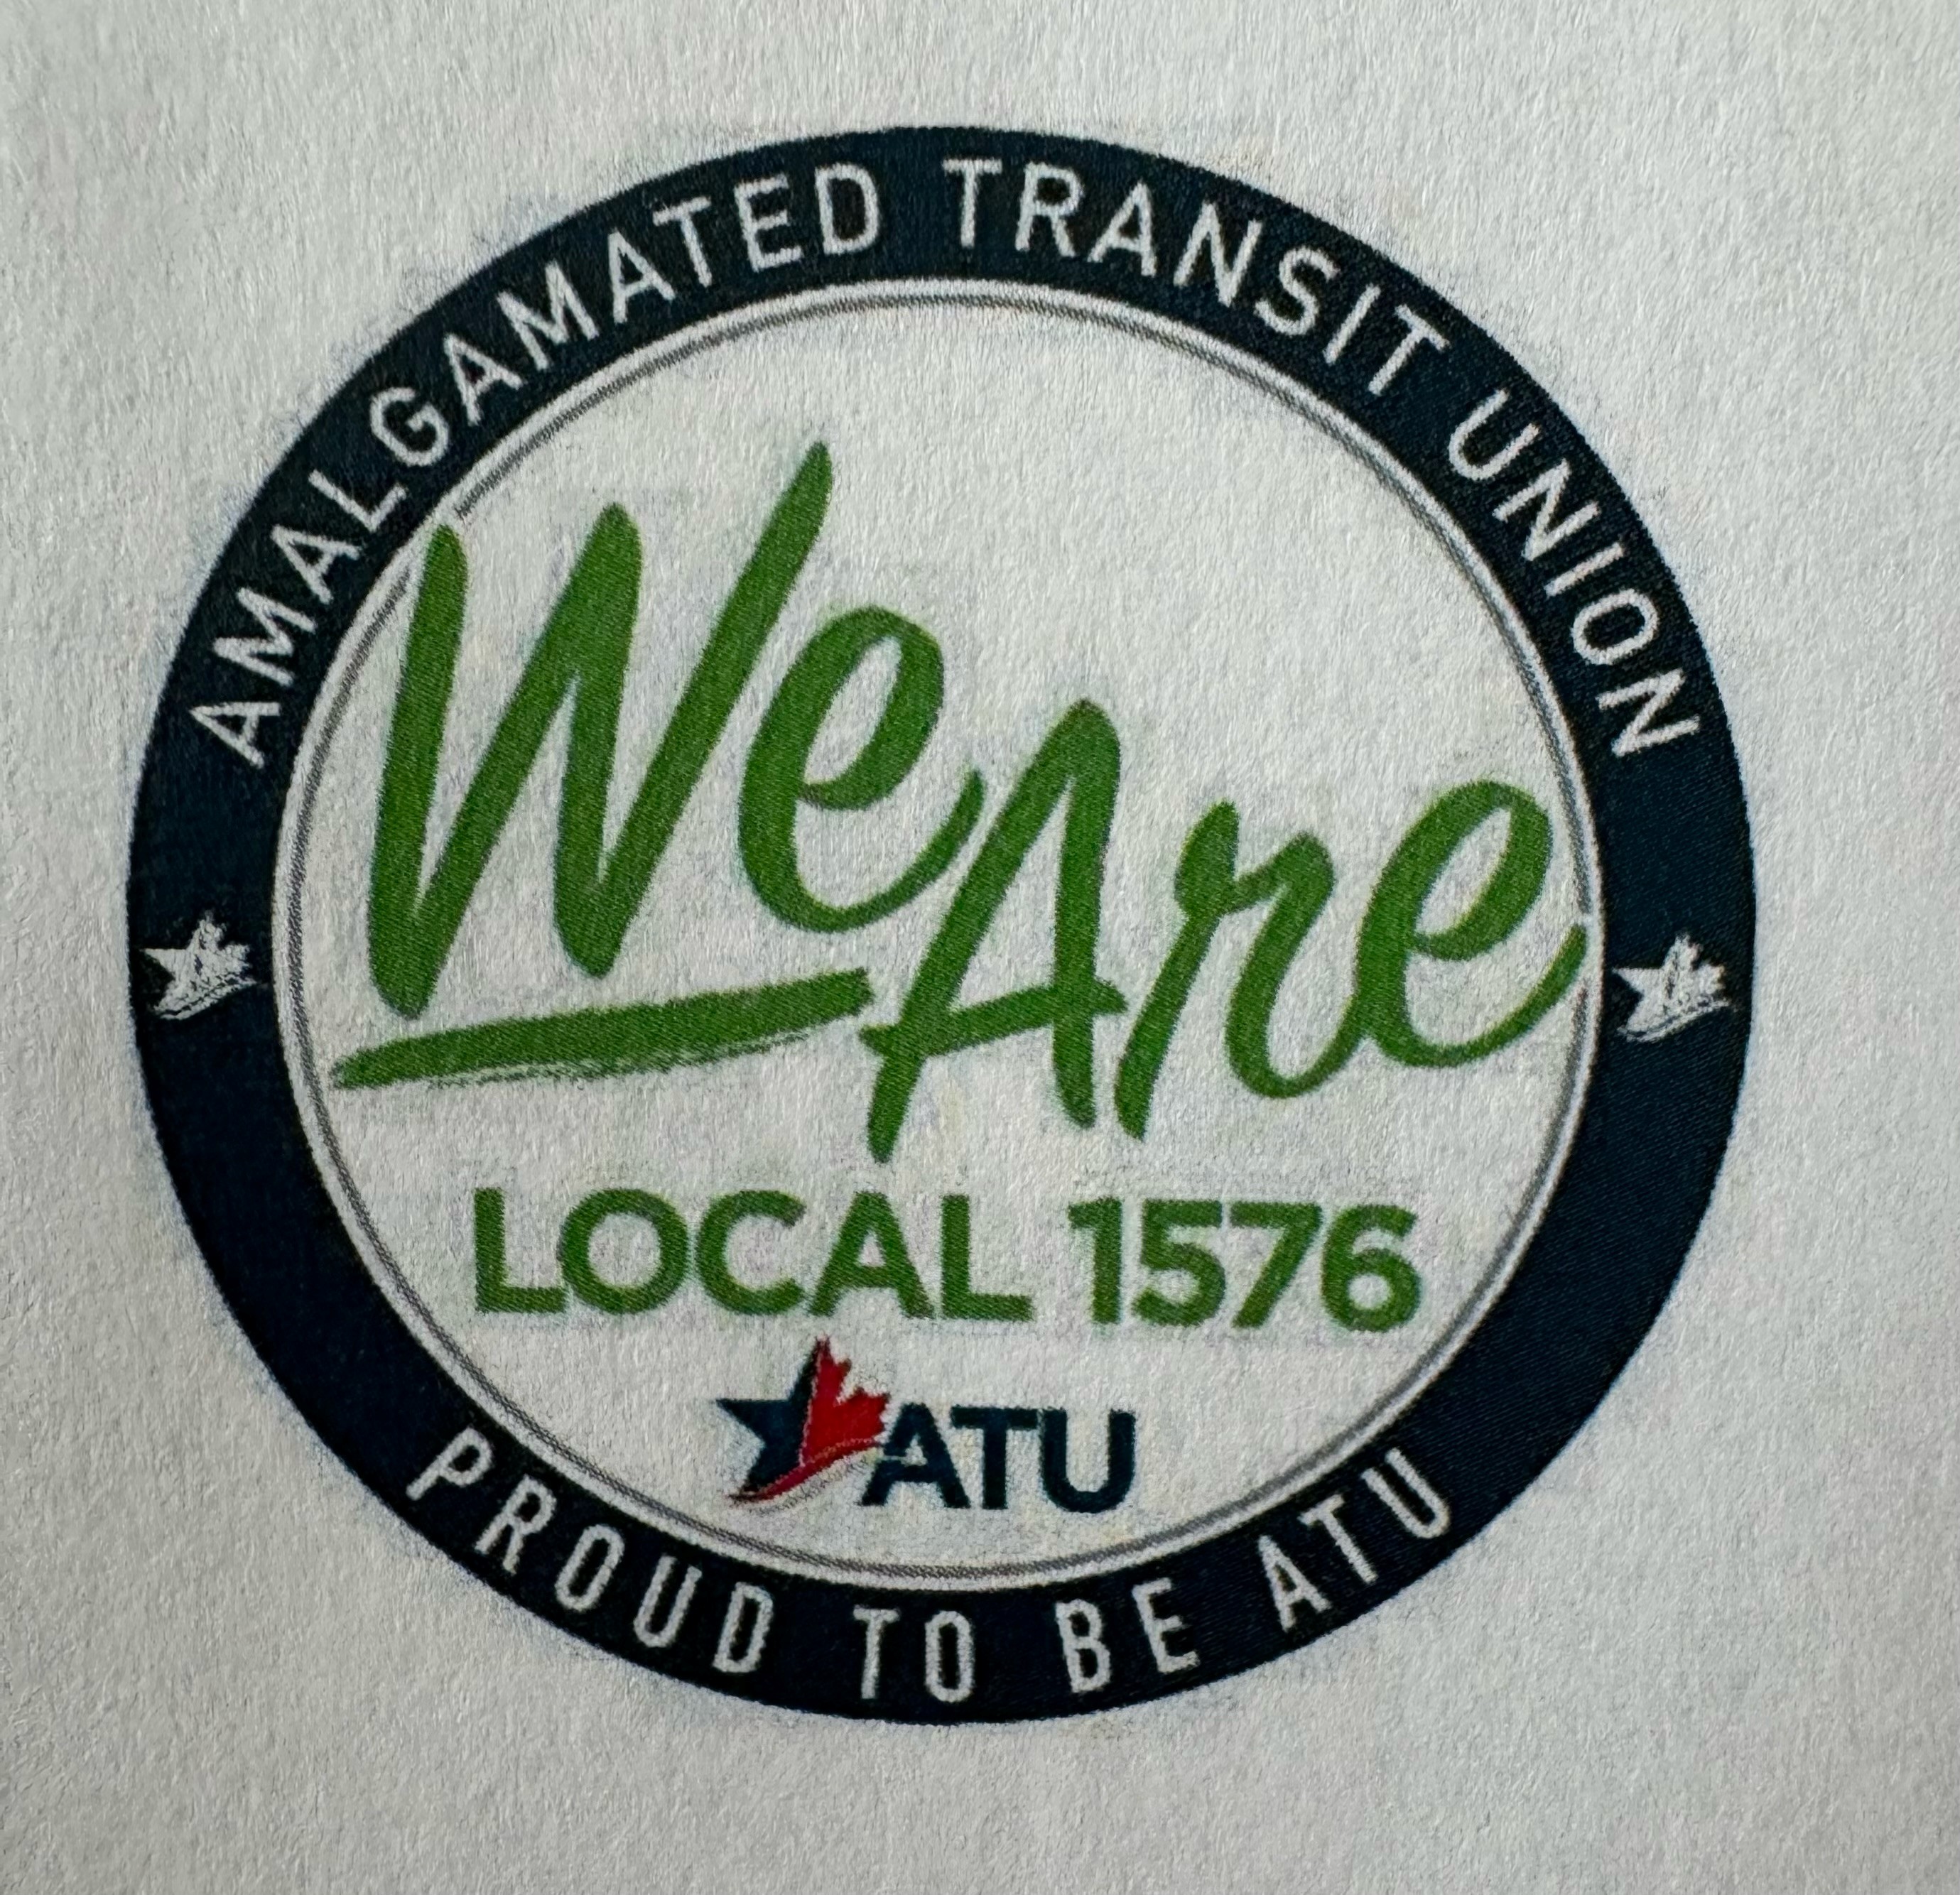 AMALGAMATED TRANSIT UNION
We Are
LOCAL 1576
ATU
PROUD TO BE ATU